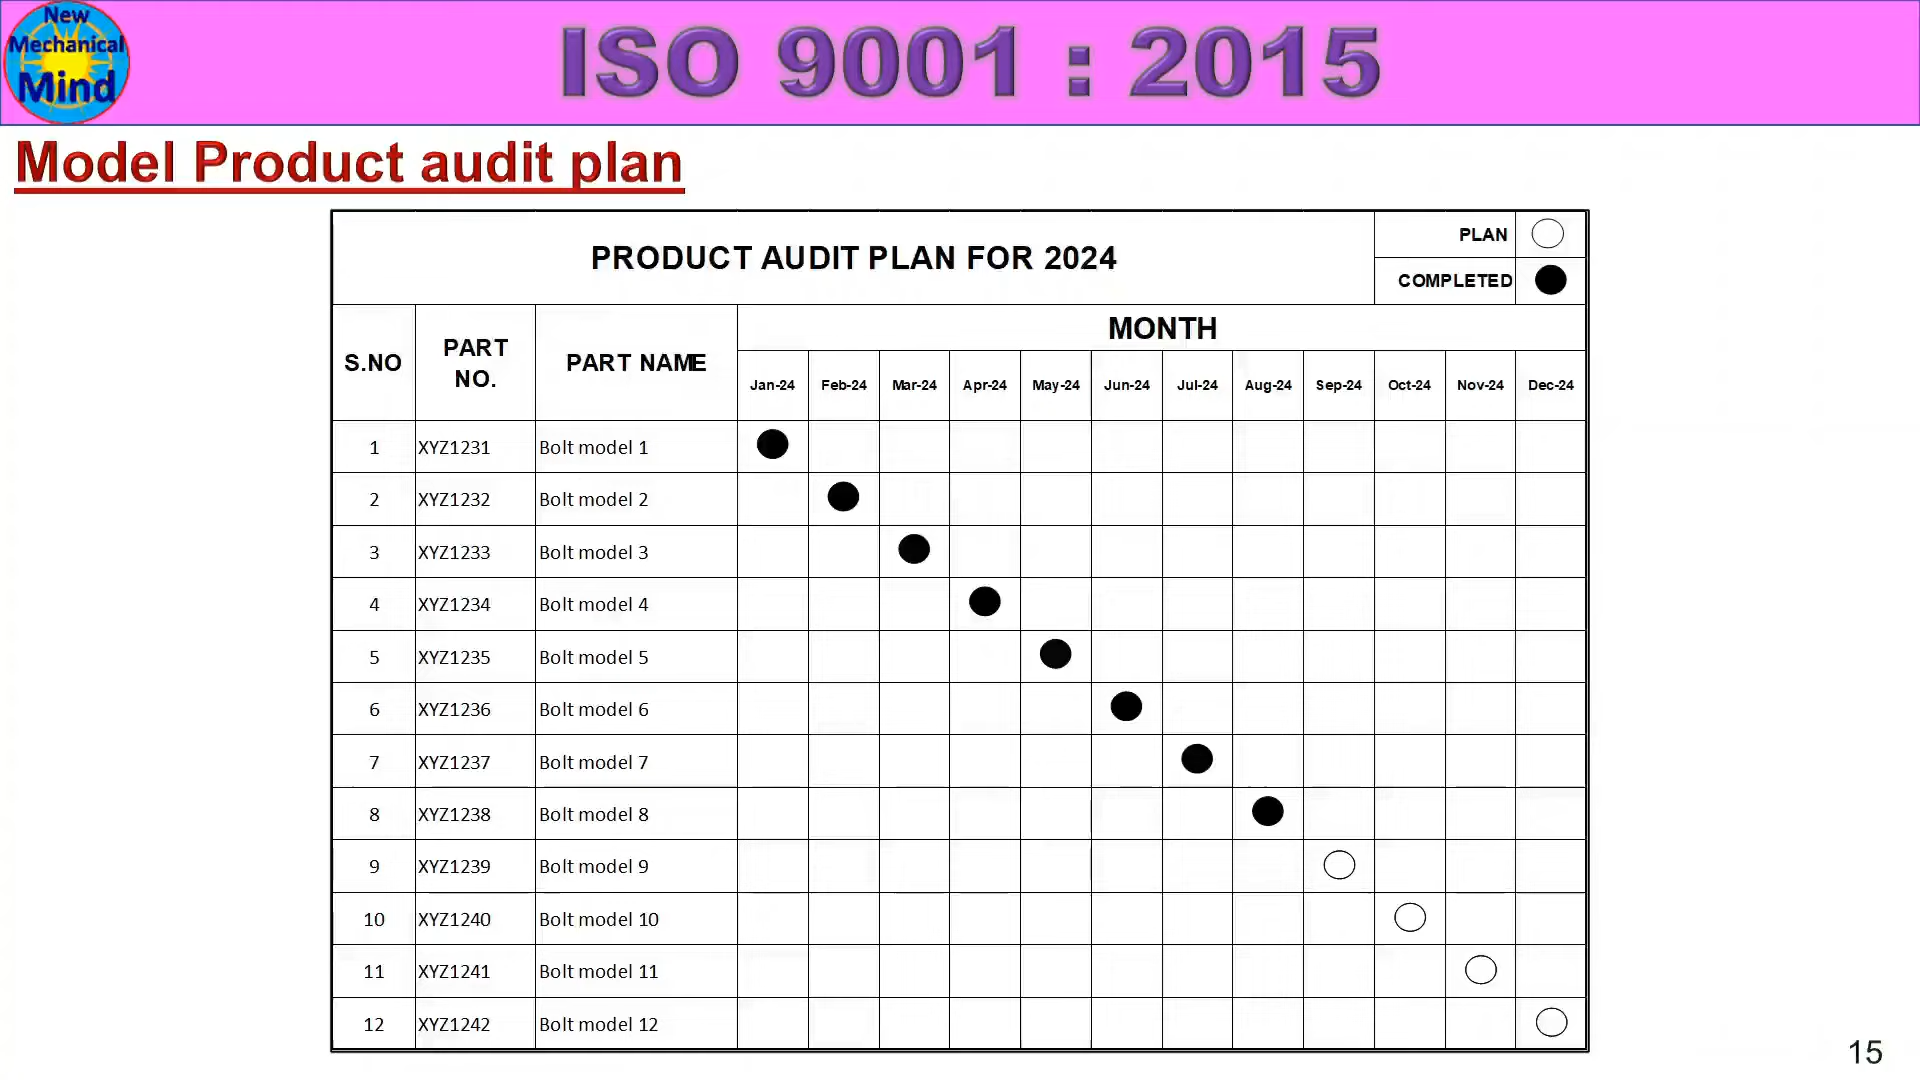 New
Mechanical
Mind
ISO 9001 : 2015
Model Product audit plan
PRODUCT AUDIT PLAN FOR 2024
PLAN
COMPLETED
S.NO
PART
NO.
PART NAME
MONTH
Jan-24 Feb-24 Mar-24 Apr-24 May-24 Jun-24 Jul-24 Aug-24 Sep-24 Oct-24 Nov-24 Dec-24
1 XYZ1231 Bolt model 1
2 XYZ1232 Bolt model 2
3 XYZ1233 Bolt model 3
4 XYZ1234 Bolt model 4
5 XYZ1235 Bolt model 5
6 XYZ1236 Bolt model 6
7 XYZ1237 Bolt model 7
8 XYZ1238 Bolt model 8
9 XYZ1239 Bolt model 9
10 XYZ1240 Bolt model 10
11 XYZ1241 Bolt model 11
12 XYZ1242 Bolt model 12
15